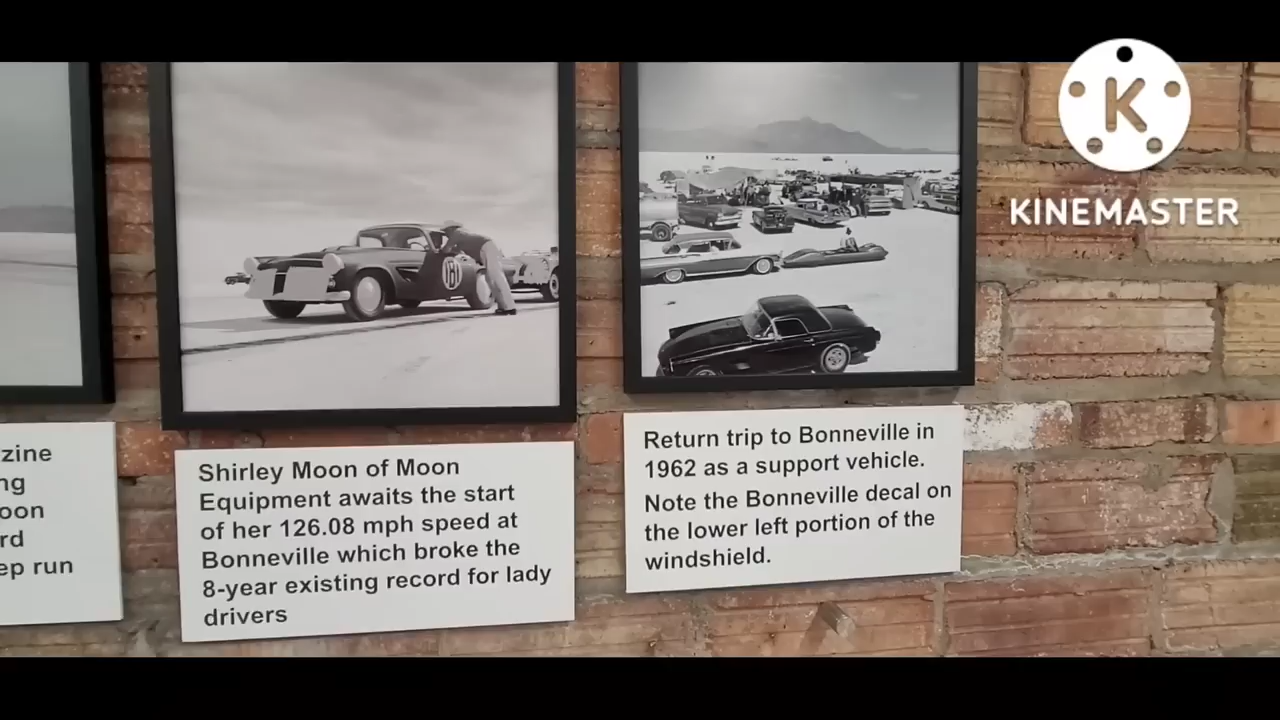 zine
ng
oon
rd
ep run
Shirley Moon of Moon
Equipment awaits the start
of her 126.08 mph speed at
Bonneville which broke the
8-year existing record for lady
drivers
181
Return trip to Bonneville in
1962 as a support vehicle.
Note the Bonneville decal on
the lower left portion of the
windshield.
K
KINEMASTER